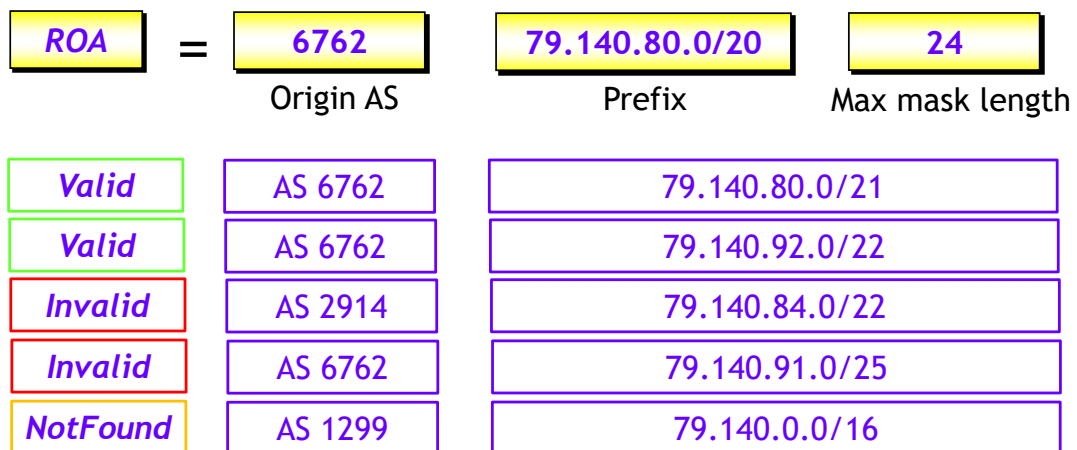 ROA = 6762 79.140.80.0/20 24
Origin AS Prefix Max mask length
Valid AS 6762 79.140.80.0/21
Valid AS 6762 79.140.92.0/22
Invalid AS 2914 79.140.84.0/22
Invalid AS 6762 79.140.91.0/25
NotFound AS 1299 79.140.0.0/16